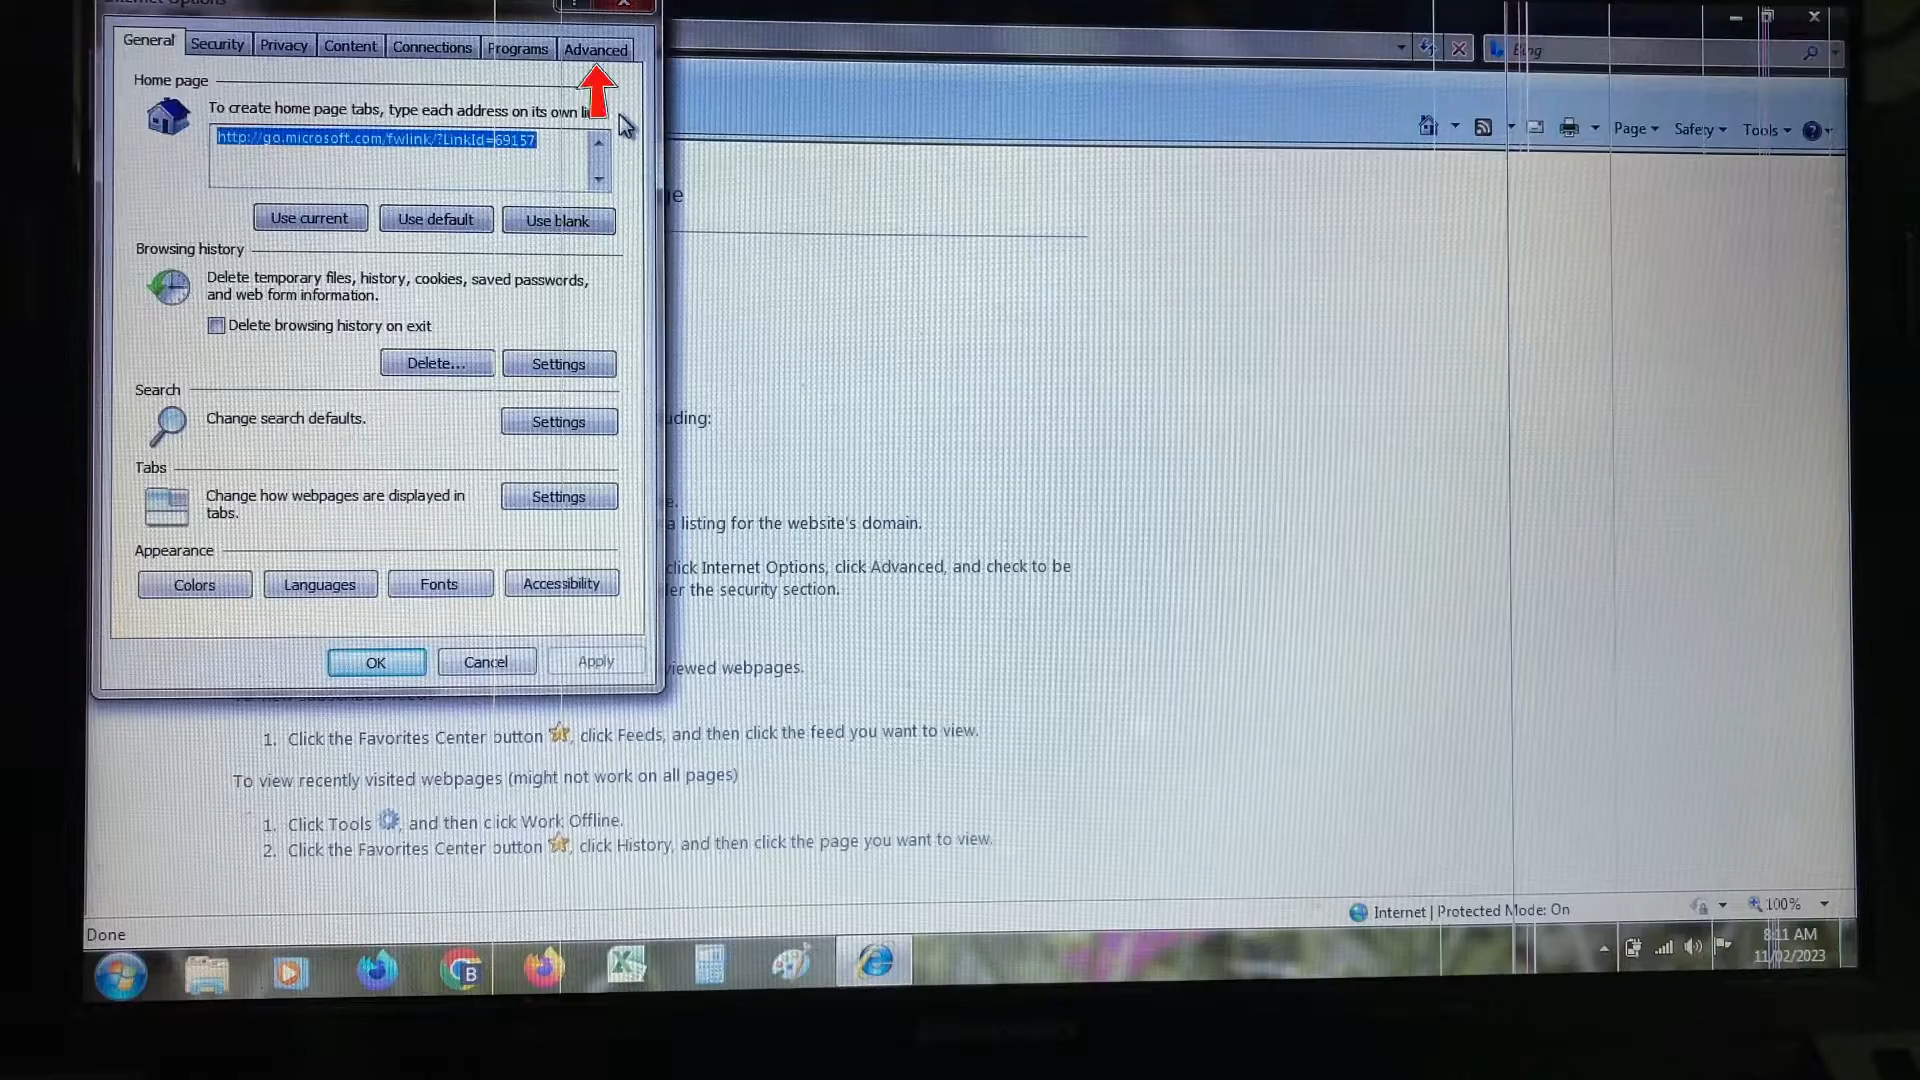 Internet Options
General Security Privacy Content Connections Programs Advanced
Bing
Home page
To create home page tabs, type each address on its own
http://go.microsoft.com/fwlink/?LinkId=69157
Page Safety Tools
Use current Use default Use blank
Browsing history
Delete temporary files, history, cookies, saved passwords,
and web form information.
Delete browsing history on exit
Delete... Settings
Search
Change search defaults. Settings
Tabs
Change how webpages are displayed in
tabs.
Settings
Appearance
Colors Languages Fonts Accessibility
OK Cancel Apply
a listing for the website's domain.
click Internet Options, click Advanced, and check to be
the security section.
webpages.
1. Click the Favorites Center button , click Feeds, and then click the feed you want to view.
To view recently visited webpages (might not work on all pages)
1. Click Tools , and then click Work Offline.
2. Click the Favorites Center button , click History, and then click the page you want to view.
Done
Internet | Protected Mode: On
100%
B
8:11 AM
11/02/2023